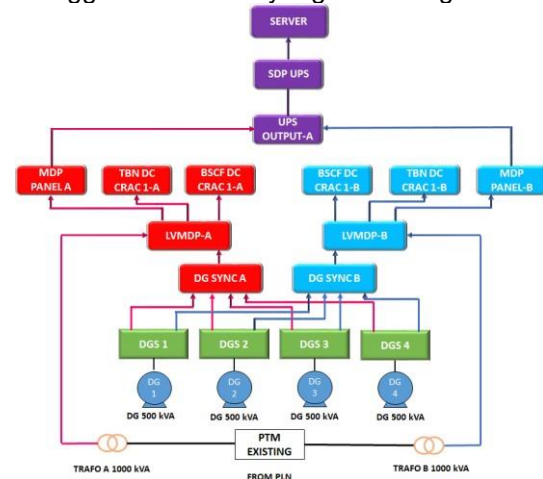 SERVER
SDP UPS
UPS
OUTPUT-A
MDP
PANEL A
TBN DC
CRAC 1-A
BSCF DC
CRAC 1-A
BSCF DC
CRAC 1-B
TBN DC
CRAC 1-B
MDP
PANEL-B
LVMDP-A
LVMDP-B
DG SYNC A
DG SYNC B
DGS 1
DGS 2
DGS 3
DGS 4
DG
1
DG
2
DG
3
DG
4
DG 500 kVA
DG 500 kVA
DG 500 kVA
DG 500 kVA
PTM
EXISTING
TRAFO A 1000 kVA
FROM PLN
TRAFO B 1000 kVA